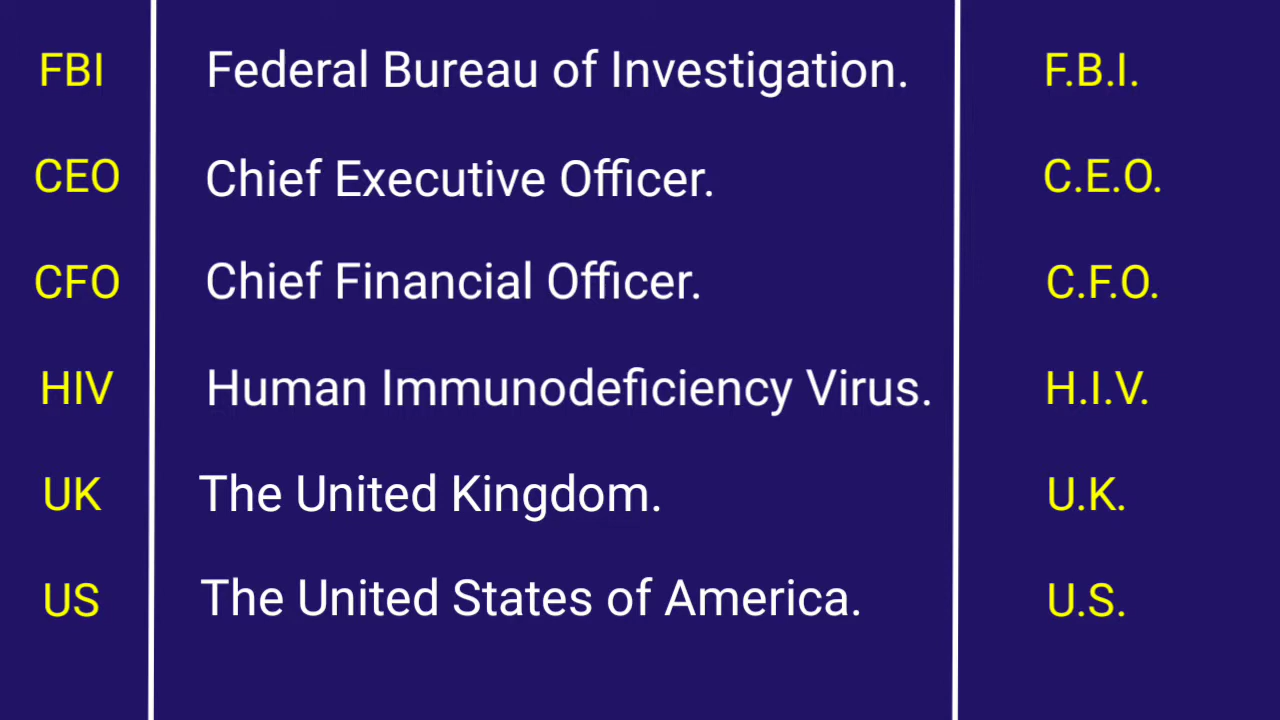 FBI Federal Bureau of Investigation. F.B.I.
CEO Chief Executive Officer. C.E.O.
CFO Chief Financial Officer. C.F.O.
HIV Human Immunodeficiency Virus. H.I.V.
UK The United Kingdom. U.K.
US The United States of America. U.S.